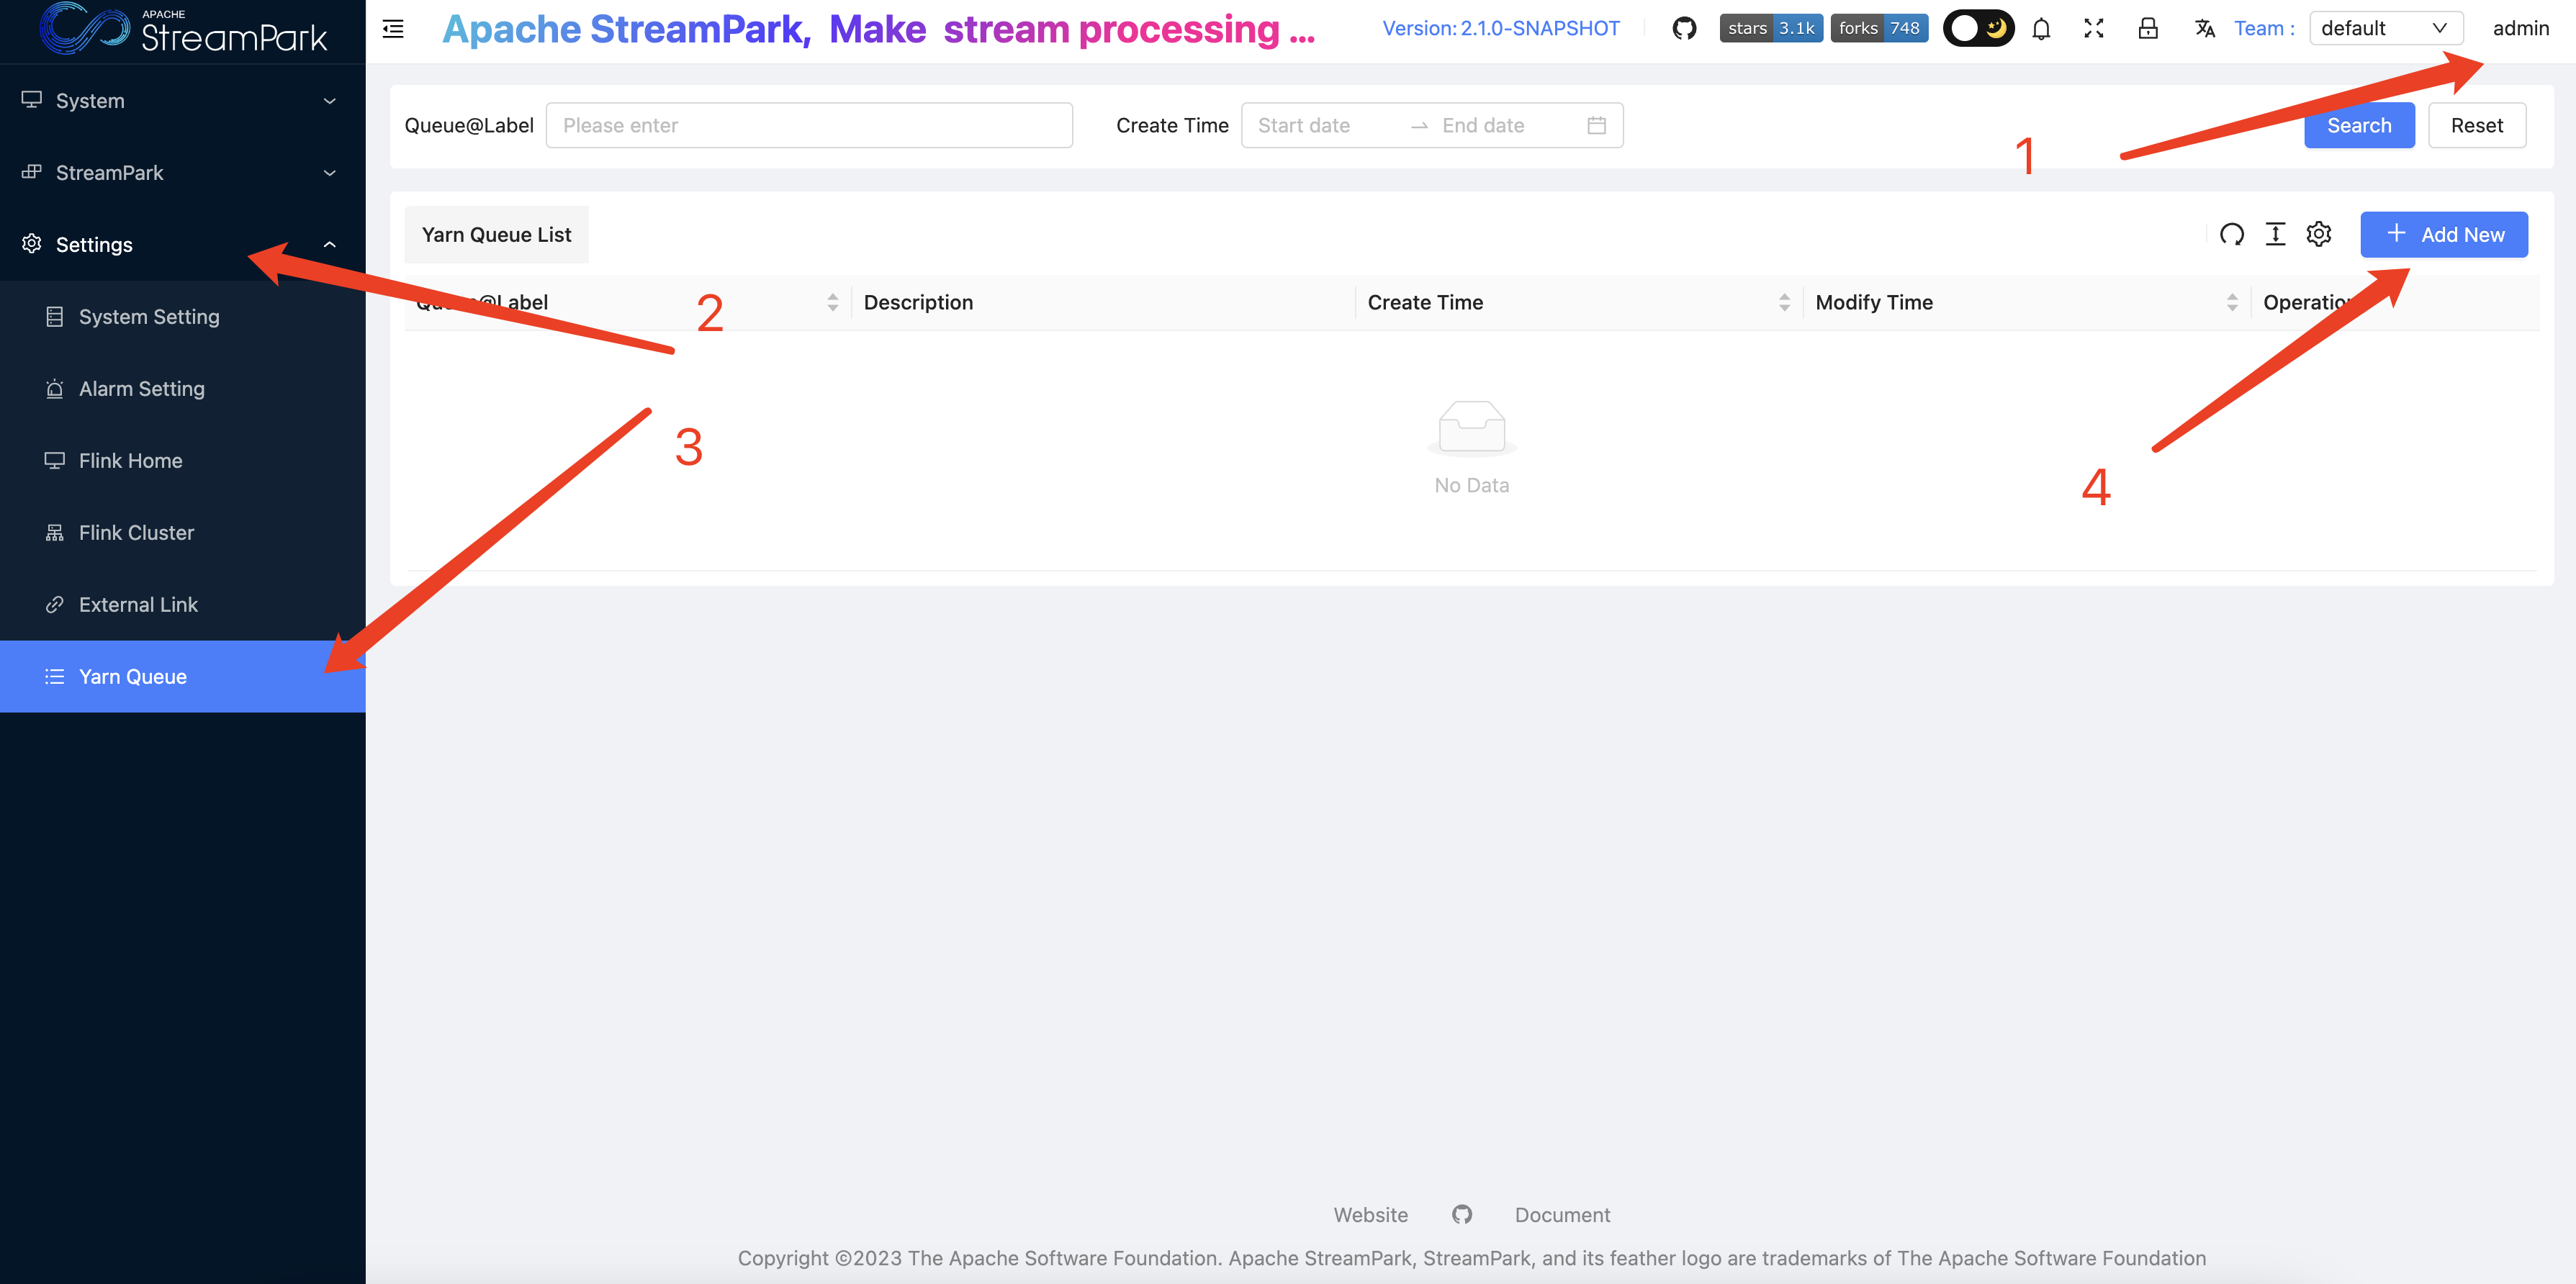 APACHE
StreamPark
Apache StreamPark, Make stream processing ...
Version: 2.1.0-SNAPSHOT
stars 3.1k
forks 748
Team :
default
admin
System
StreamPark
Settings
System Setting
Alarm Setting
Flink Home
Flink Cluster
External Link
Yarn Queue
Queue@Label
Please enter
Create Time
Start date
End date
Search
Reset
1
Yarn Queue List
Add New
Queue@Label
Description
Create Time
Modify Time
Operation
2
3
4
No Data
Website
Document
Copyright ©2023 The Apache Software Foundation. Apache StreamPark, StreamPark, and its feather logo are trademarks of The Apache Software Foundation